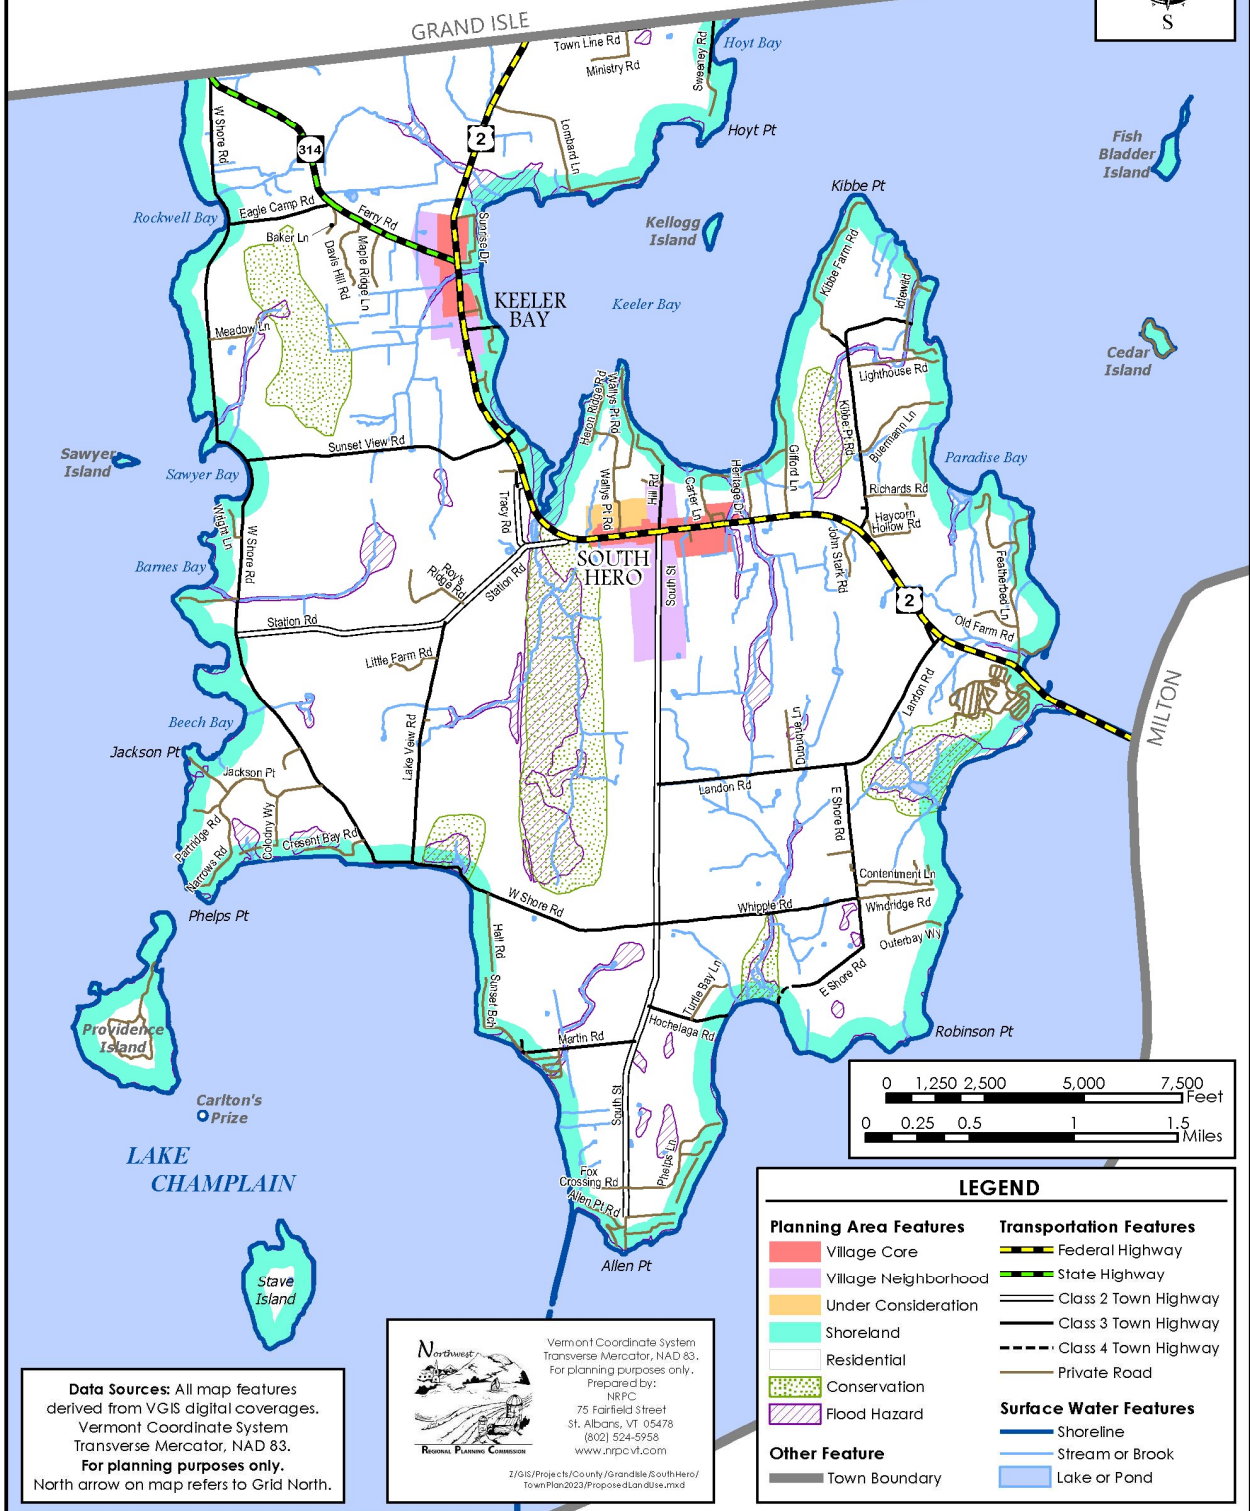 GRAND ISLE
S
Town Line Rd
Ministry Rd
Sweeney Rd
Hoyt Bay
Hoyt Pt
Lombard Ln
2
314
W Shore Rd
Fish
Bladder
Island
Kibbe Pt
Rockwell Bay
Eagle Camp Rd
Ferry Rd
Baker Ln
Davis Hill Rd
Maple Ridge Ln
Sunrise Dr
Kellogg
Island
Kibbe Farm Rd
Idlewild
KEELER
BAY
Keeler Bay
Meadow Ln
Cedar
Island
Lighthouse Rd
Heron Ridge Rd
Wallys Pt Rd
Kibbe Pt Rd
Buermann Ln
Sunset View Rd
Sawyer
Island
Sawyer Bay
Paradise Bay
Gifford Ln
Heritage Dr
Carter Ln
Hill Rd
Wallys Pt Rd
Richards Rd
Haycorn
Hollow Rd
Tracy Rd
Wright Ln
W Shore Rd
SOUTH
HERO
John Stark Rd
Barnes Bay
Roy's
Ridge Rd
Station Rd
South St
2
Featherbed Ln
Old Farm Rd
Station Rd
Little Farm Rd
Landon Rd
MILTON
Beech Bay
Lake View Rd
Dubuque Ln
Jackson Pt
Jackson Pt
Landon Rd
E Shore Rd
Partridge Rd
Colodny Wy
Cresent Bay Rd
Narrows Rd
Contentment Ln
Phelps Pt
W Shore Rd
Whipple Rd
Windridge Rd
Outerbay Wy
Hall Rd
Sunset Bch
Turtle Bay Ln
E Shore Rd
Providence
Island
Martin Rd
Hochelaga Rd
Robinson Pt
Carlton's
Prize
South St
LAKE
CHAMPLAIN
Phelps Ln
Fox
Crossing Rd
Allen Pt Rd
Allen Pt
Stave
Island
0 1,250 2,500 5,000 7,500
Feet
0 0.25 0.5 1 1.5
Miles
LEGEND
Planning Area Features
Village Core
Village Neighborhood
Under Consideration
Shoreland
Residential
Conservation
Flood Hazard
Other Feature
Town Boundary
Transportation Features
Federal Highway
State Highway
Class 2 Town Highway
Class 3 Town Highway
Class 4 Town Highway
Private Road
Surface Water Features
Shoreline
Stream or Brook
Lake or Pond
Data Sources: All map features
derived from VGIS digital coverages.
Vermont Coordinate System
Transverse Mercator, NAD 83.
For planning purposes only.
North arrow on map refers to Grid North.
Northwest
REGIONAL PLANNING COMMISSION
Vermont Coordinate System
Transverse Mercator, NAD 83.
For planning purposes only.
Prepared by:
NRPC
75 Fairfield Street
St. Albans, VT 05478
(802) 524-5958
www.nrpcvt.com
Z/GIS/Projects/County/GrandIsle/SouthHero/
TownPlan2023/ProposedLandUse.mxd